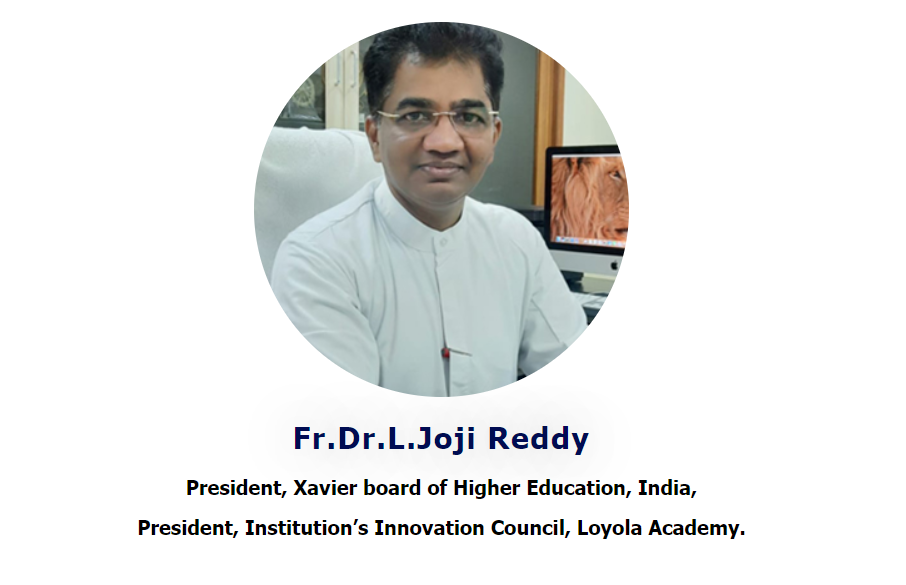 Fr.Dr.L.Joji Reddy
President, Xavier board of Higher Education, India,
President, Institution’s Innovation Council, Loyola Academy.